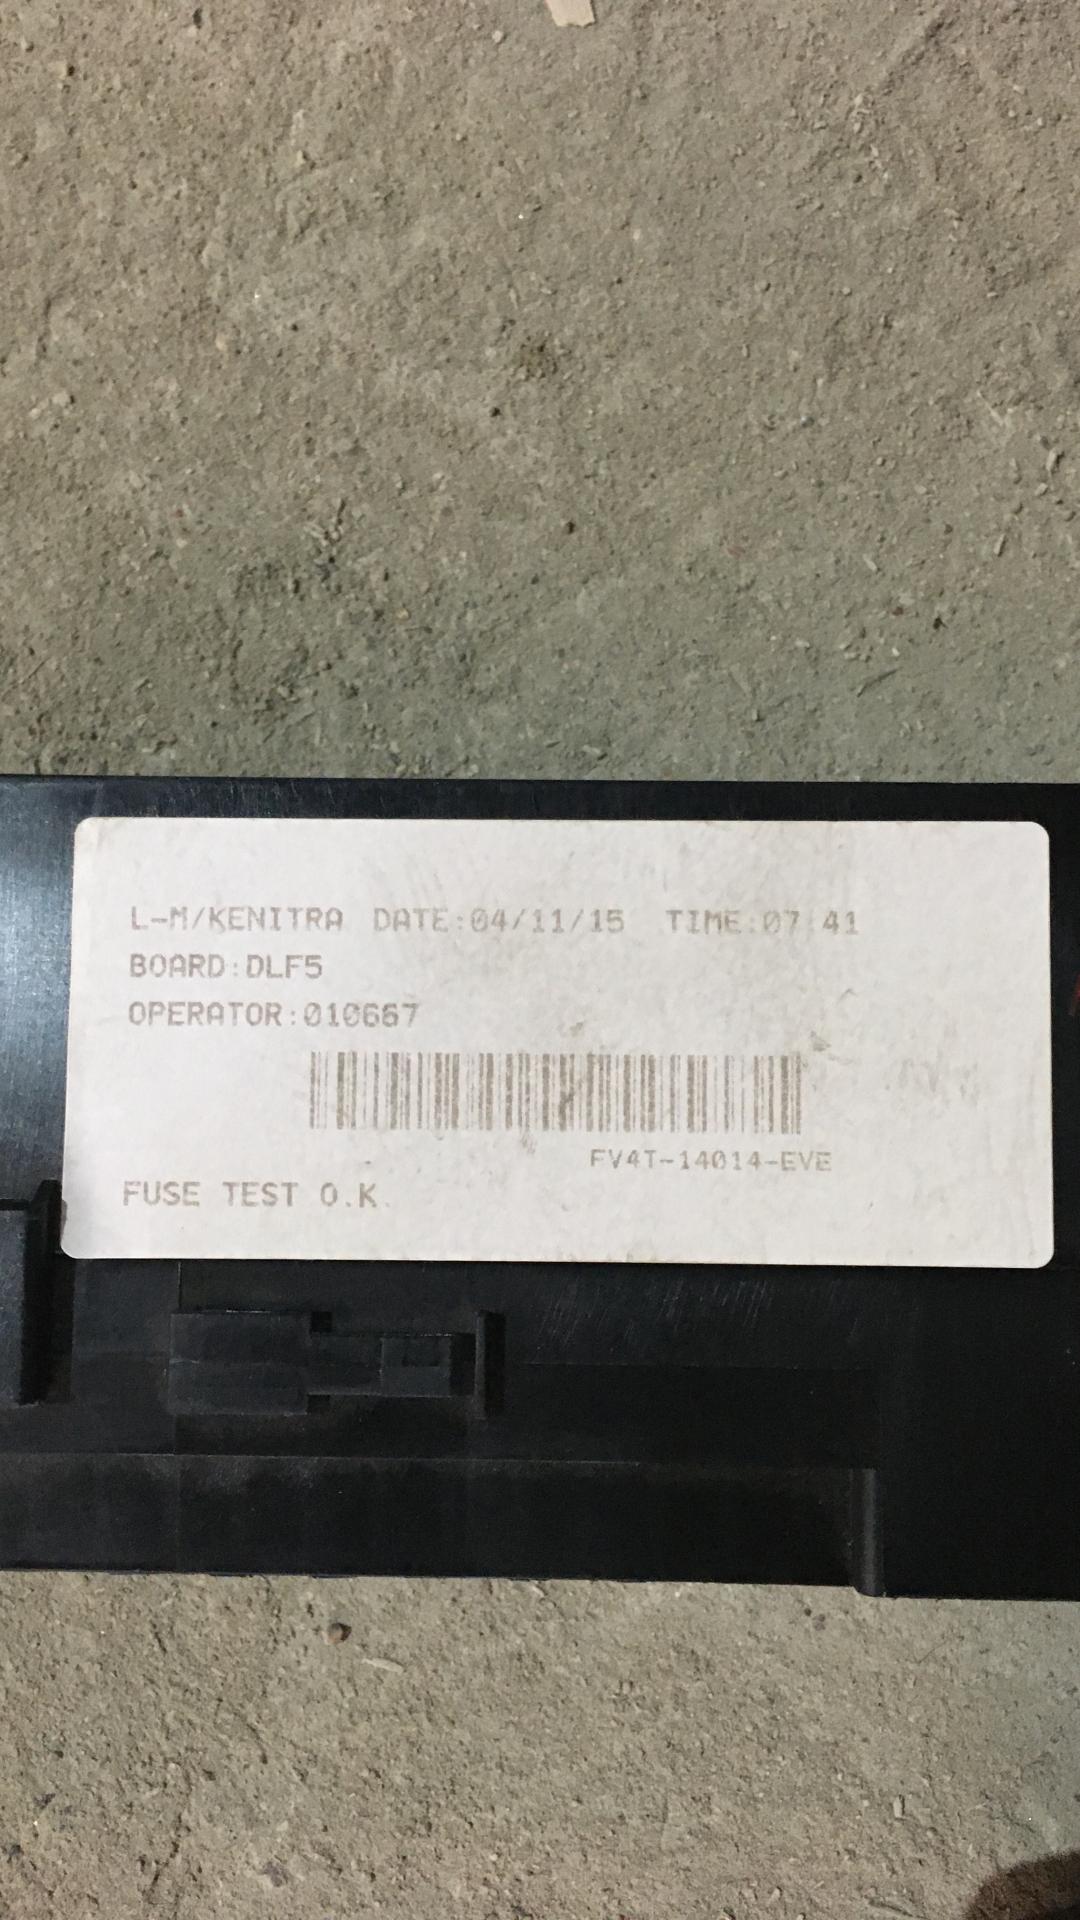 L-M/KENITRA DATE:04/11/15 TIME:07:41
BOARD:DLF5
OPERATOR:010667
FV4T-14014-EVE
FUSE TEST O.K.